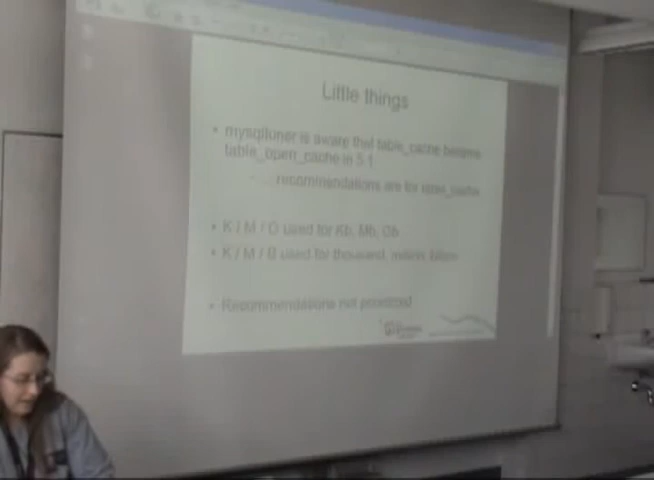 Little things
• mysqltuner is aware that table_cache became
table_open_cache in 5.1
recommendations are for
• K / M / G used for Kb, Mb, Gb
• K / M / B used for thousand, million, billion
• Recommendations not prioritized